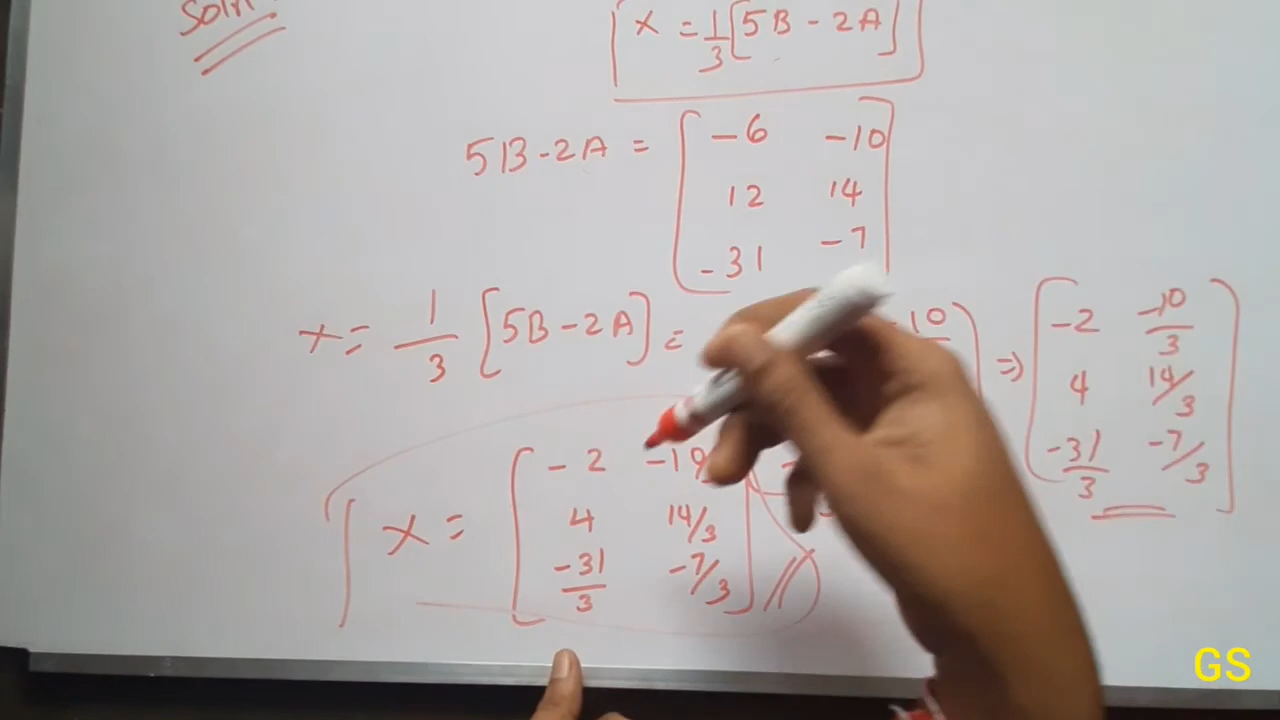 Soln
X = 1/3 [5B - 2A]
5B - 2A = [ -6 -10
12 14
-31 -7 ]
X = 1/3 [5B - 2A] = -10 ⇒ [ -2 -10/3
4 14/3
-31/3 -7/3 ]
X = [ -2
4 14/3
-31/3 -7/3 ]
GS